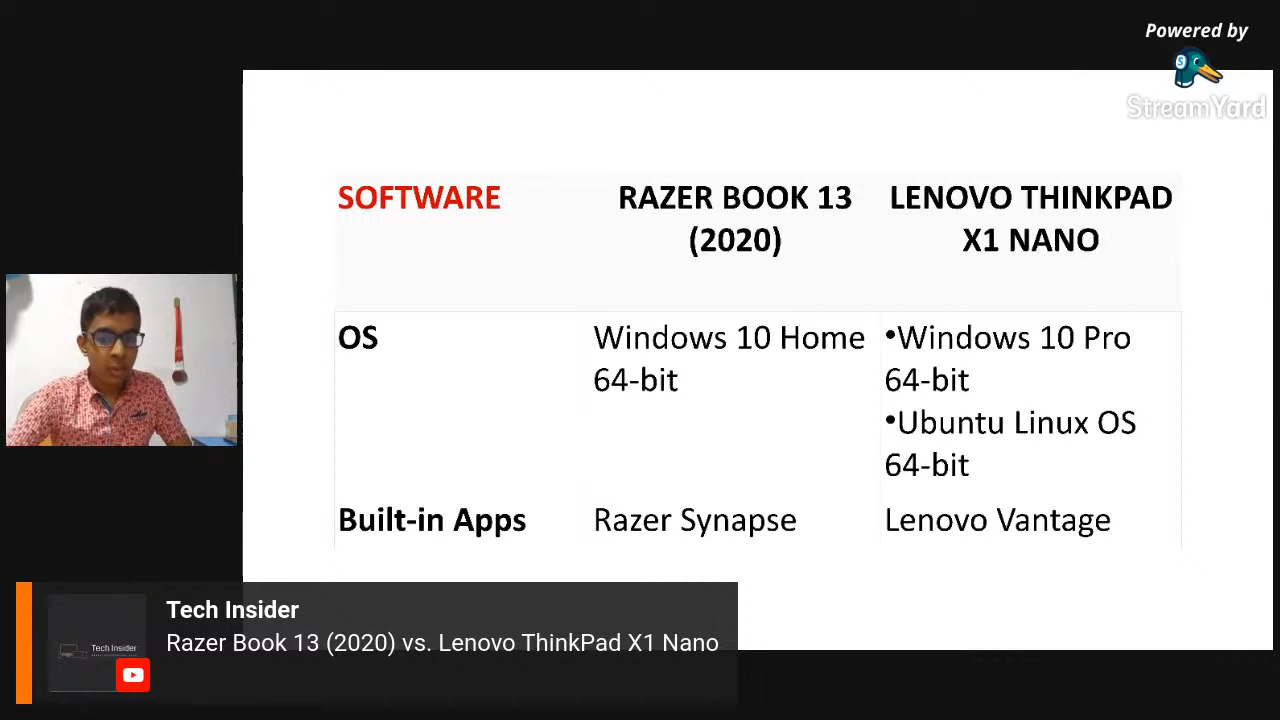 Powered by
StreamYard
SOFTWARE
RAZER BOOK 13
(2020)
LENOVO THINKPAD
X1 NANO
OS
Windows 10 Home
64-bit
•Windows 10 Pro
64-bit
•Ubuntu Linux OS
64-bit
Built-in Apps
Razer Synapse
Lenovo Vantage
Tech Insider
Tech Insider
Razer Book 13 (2020) vs. Lenovo ThinkPad X1 Nano